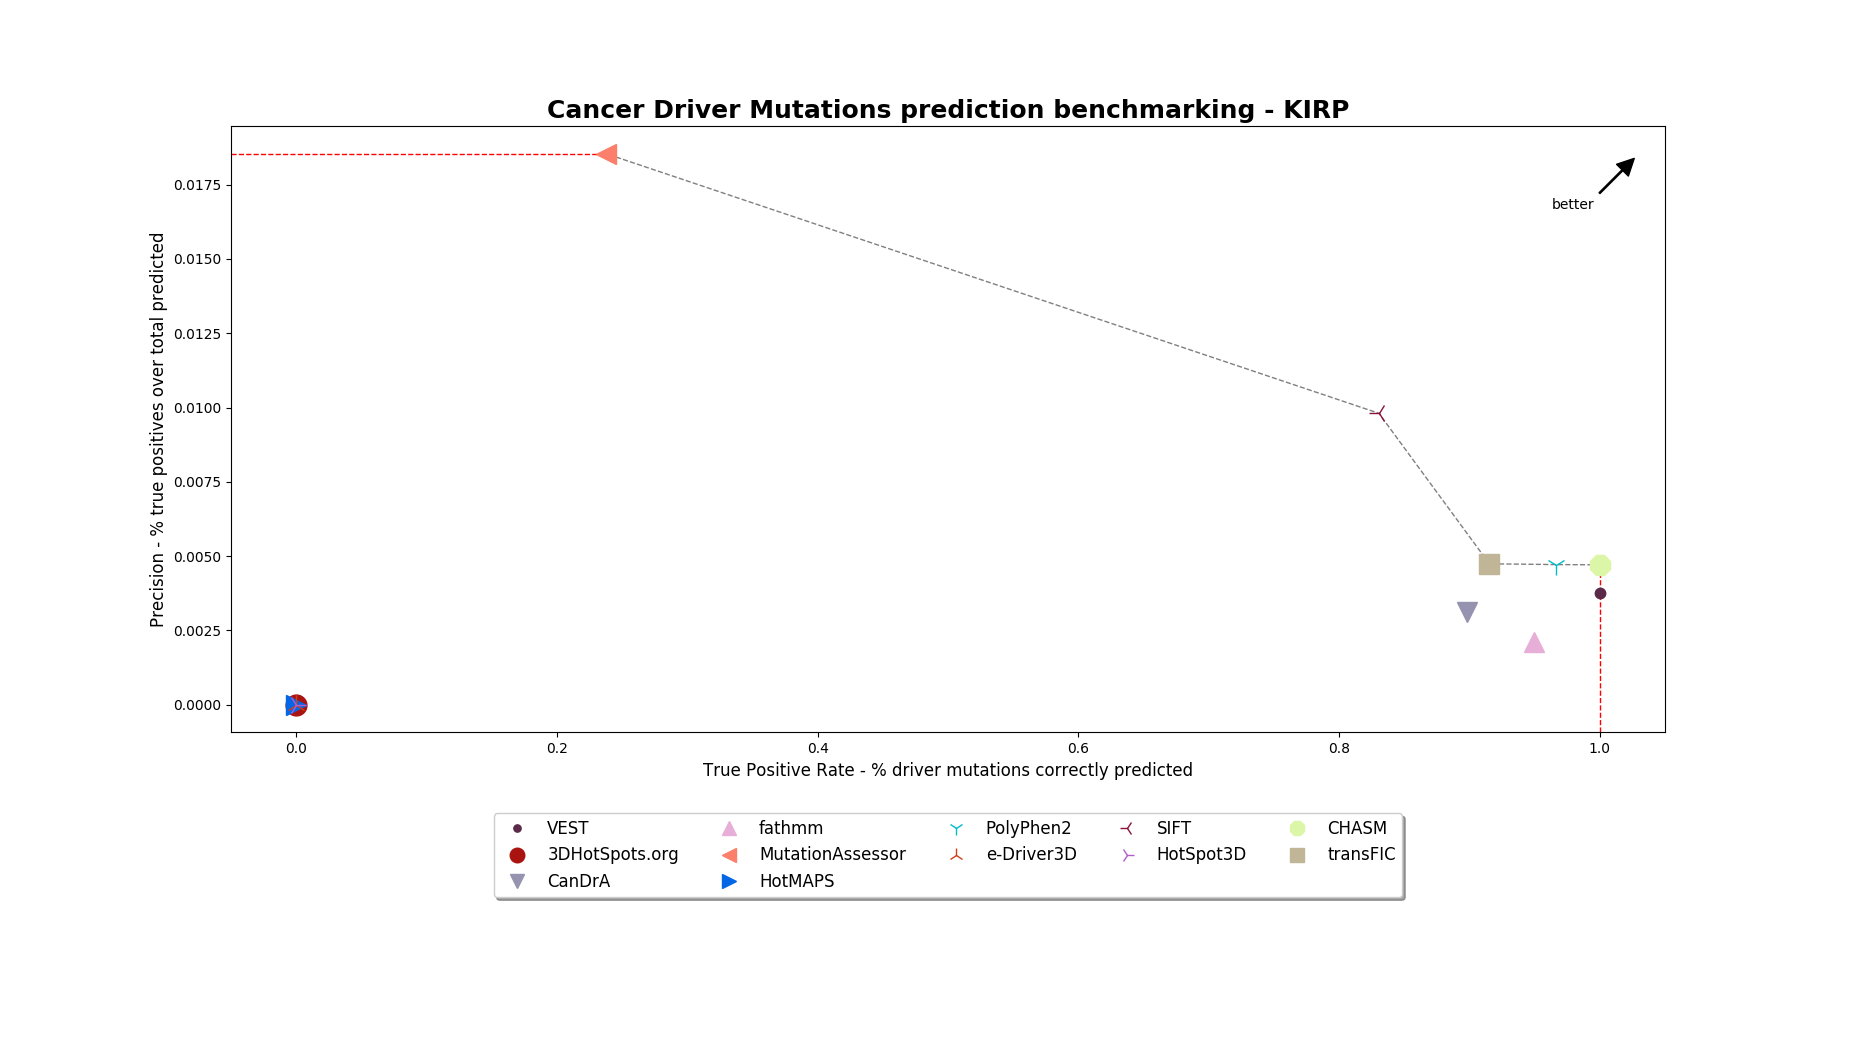 Cancer Driver Mutations prediction benchmarking - KIRP
Precision - % true positives over total predicted
0.0175
0.0150
0.0125
0.0100
0.0075
0.0050
0.0025
0.0000
better
0.0 0.2 0.4 0.6 0.8 1.0
True Positive Rate - % driver mutations correctly predicted
VEST fathmm PolyPhen2 SIFT CHASM
3DHotSpots.org MutationAssessor e-Driver3D HotSpot3D transFIC
CanDrA HotMAPS